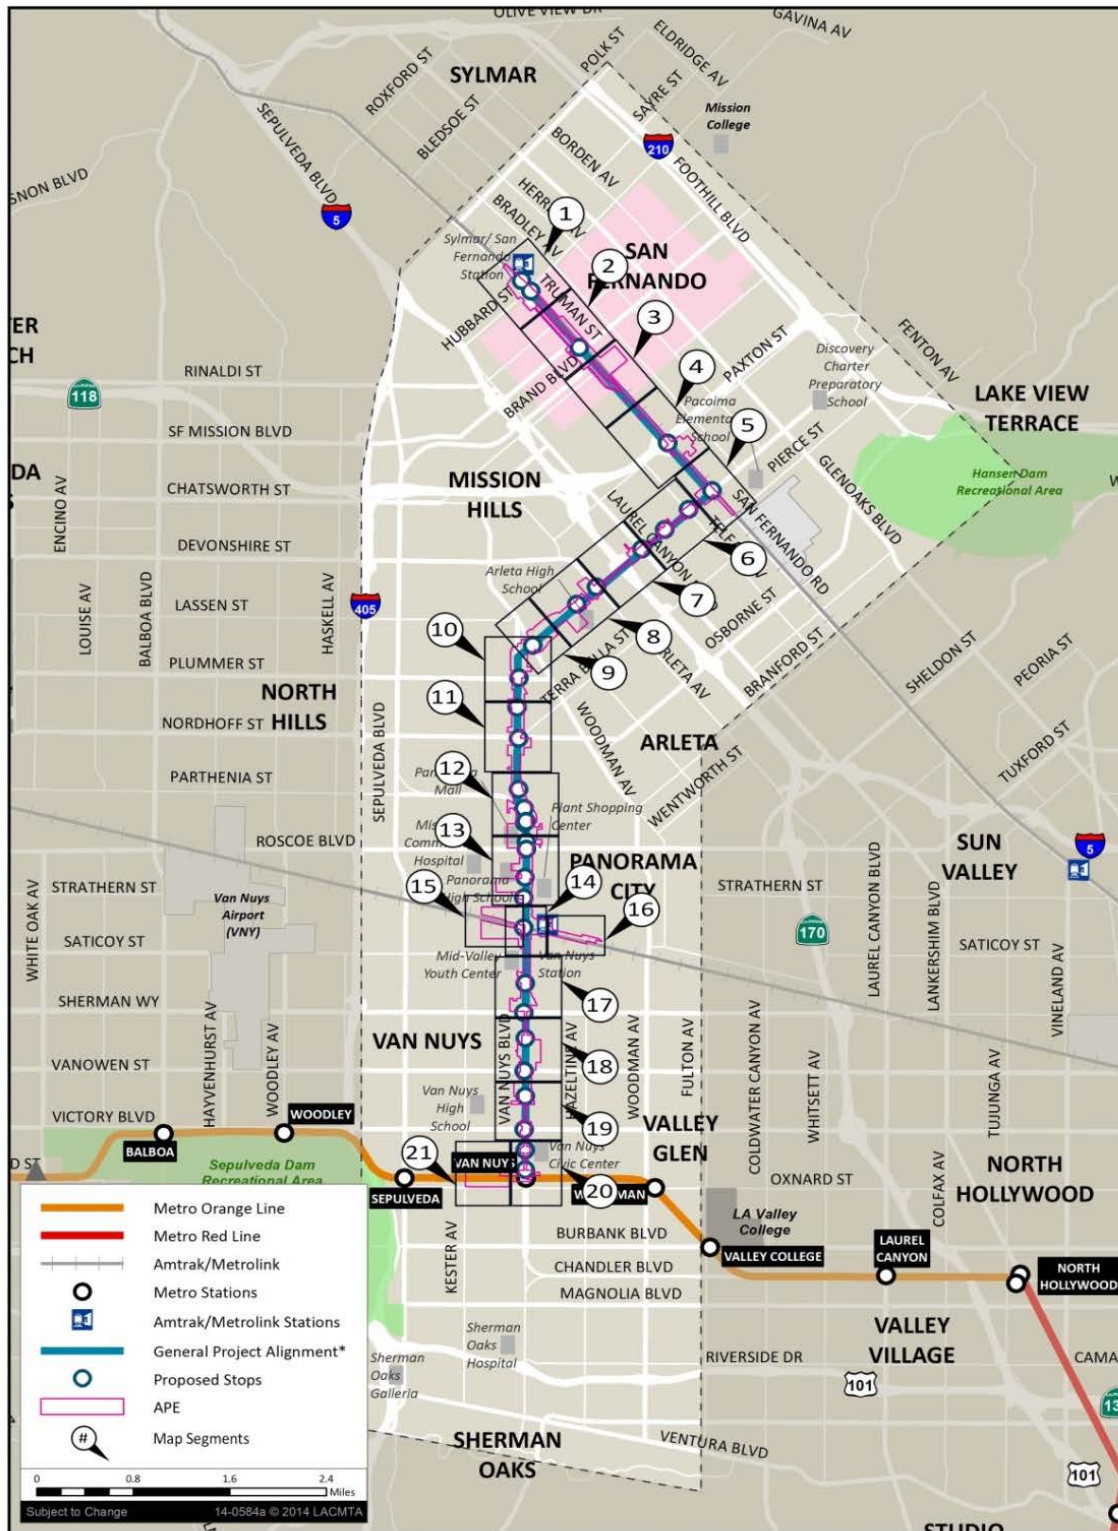 OLIVE VIEW DR
GAVINA AV
POLK ST
ELDRIDGE AV
SAYRE ST
SYLMAR
ROXFORD ST
BLEDSOE ST
Mission
College
SEPULVEDA BLVD
BORDEN AV
210
FOOTHILL BLVD
5
BRADLEY AV
1
SAN
FERNANDO
2
Sylmar/ San
Fernando
Station
TRUMAN ST
HUBBARD ST
3
BRAND BLVD
PAXTON ST
FENTON AV
4
Discovery
Charter
Preparatory
School
118
RINALDI ST
SF MISSION BLVD
CHATSWORTH ST
DEVONSHIRE ST
LASSEN ST
PLUMMER ST
NORDHOFF ST
PARTHENIA ST
ROSCOE BLVD
ENCINO AV
LOUISE AV
BALBOA BLVD
HASKELL AV
405
Pacoima
School
5
PIERCE ST
LAKE VIEW
TERRACE
Hansen Dam
Recreational Area
GLENOAKS BLVD
MISSION
HILLS
LAUREL CANYON
SAN FERNANDO RD
6
7
8
9
Arleta High
School
OSBORNE ST
BRANFORD ST
SHELDON ST
PEORIA ST
TUXFORD ST
10
11
NORTH
HILLS
SEPULVEDA BLVD
WOODMAN AV
ARLETA
WENTWORTH ST
12
Mall
Plant Shopping
Center
13
Hospital
PANORAMA
CITY
SUN
VALLEY
5
Panorama
15
14
16
STRATHERN ST
STRATHERN ST
WHITE OAK AV
Van Nuys
Airport
(VNY)
SATICOY ST
SATICOY ST
170
LAUREL CANYON BLVD
LANKERSHIM BLVD
VINELAND AV
Mid-Valley
Youth Center
Van Nuys
Station
17
SHERMAN WY
VANOWEN ST
VICTORY BLVD
HAYVENHURST AV
WOODLEY AV
VAN NUYS
VAN NUYS BLVD
HAZELTINE AV
WOODMAN AV
FULTON AV
COLDWATER CANYON AV
WHITSETT AV
TUJUNGA AV
COLFAX AV
18
19
Van Nuys
High
School
VALLEY
GLEN
WOODLEY
BALBOA
Sepulveda Dam
Recreational Area
SEPULVEDA
21
VAN NUYS
Van Nuys
Civic Center
20
OXNARD ST
NORTH
HOLLYWOOD
KESTER AV
BURBANK BLVD
CHANDLER BLVD
MAGNOLIA BLVD
LA Valley
College
VALLEY COLLEGE
LAUREL
CANYON
NORTH
HOLLYWOOD
VALLEY
VILLAGE
Sherman
Oaks
Hospital
Sherman
Oaks
Galleria
RIVERSIDE DR
101
SHERMAN
OAKS
VENTURA BLVD
101
Metro Orange Line
Metro Red Line
Amtrak/Metrolink
Metro Stations
Amtrak/Metrolink Stations
General Project Alignment*
Proposed Stops
APE
# Map Segments
0 0.8 1.6 2.4
Miles
Subject to Change 14-0584a © 2014 LACMTA